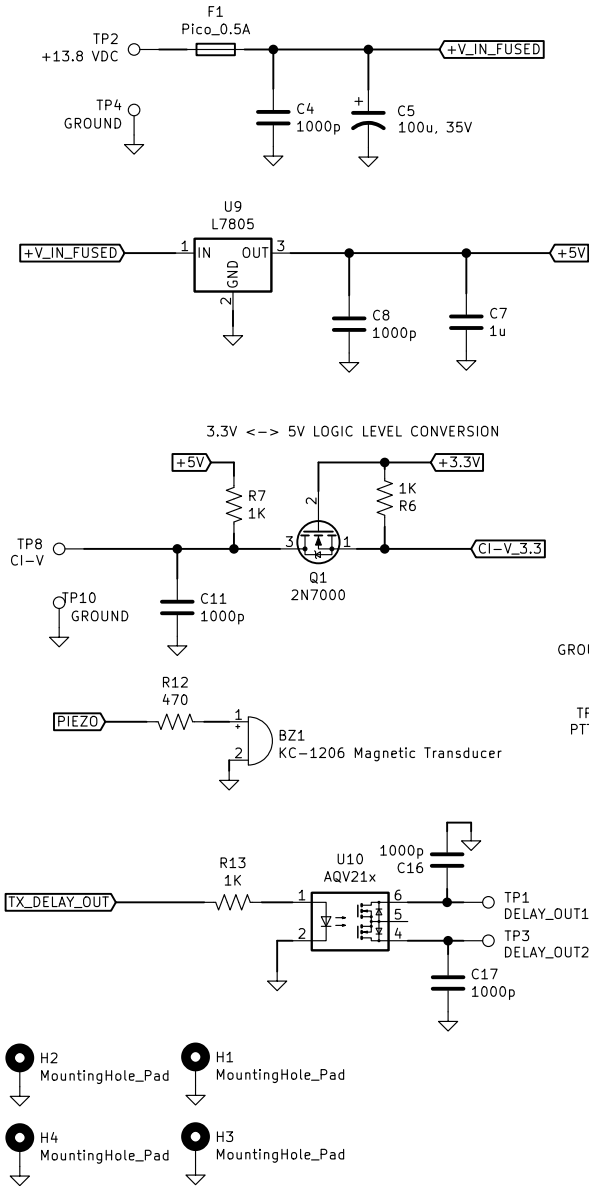 F1
Pico_0.5A
TP2
+13.8 VDC
+V_IN_FUSED
TP4
GROUND
C4
1000p
+
C5
100u, 35V
U9
L7805
+V_IN_FUSED
1
IN
OUT
3
GND
2
+5V
C8
1000p
C7
1u
3.3V <-> 5V LOGIC LEVEL CONVERSION
+5V
+3.3V
R7
1K
2
1K
R6
TP8
CI-V
3
1
CI-V_3.3
Q1
2N7000
TP10
GROUND
C11
1000p
GROU
R12
470
PIEZO
1
+
2
BZ1
KC-1206 Magnetic Transducer
TP
PT
1000p
C16
R13
1K
U10
AQV21x
TX_DELAY_OUT
1
2
6
5
4
TP1
DELAY_OUT1
TP3
DELAY_OUT2
C17
1000p
H2
MountingHole_Pad
H1
MountingHole_Pad
H4
MountingHole_Pad
H3
MountingHole_Pad